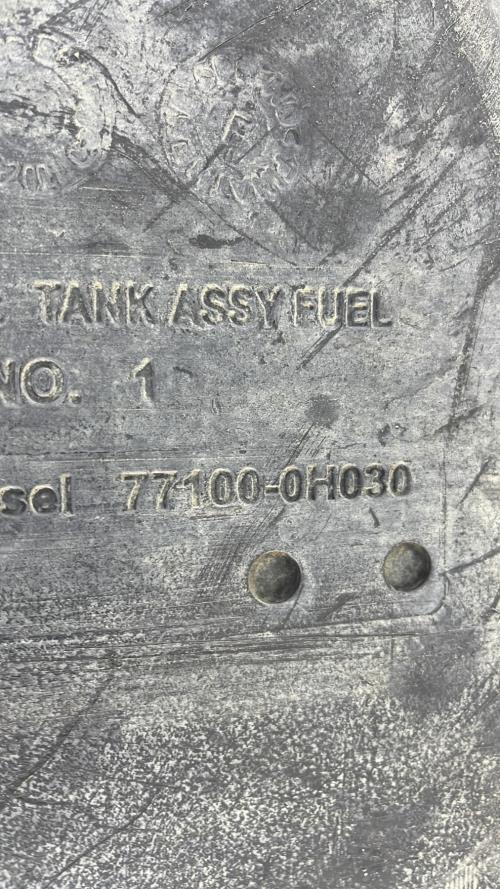 TANK ASSY FUEL
NO. 1
sel 77100-0H030